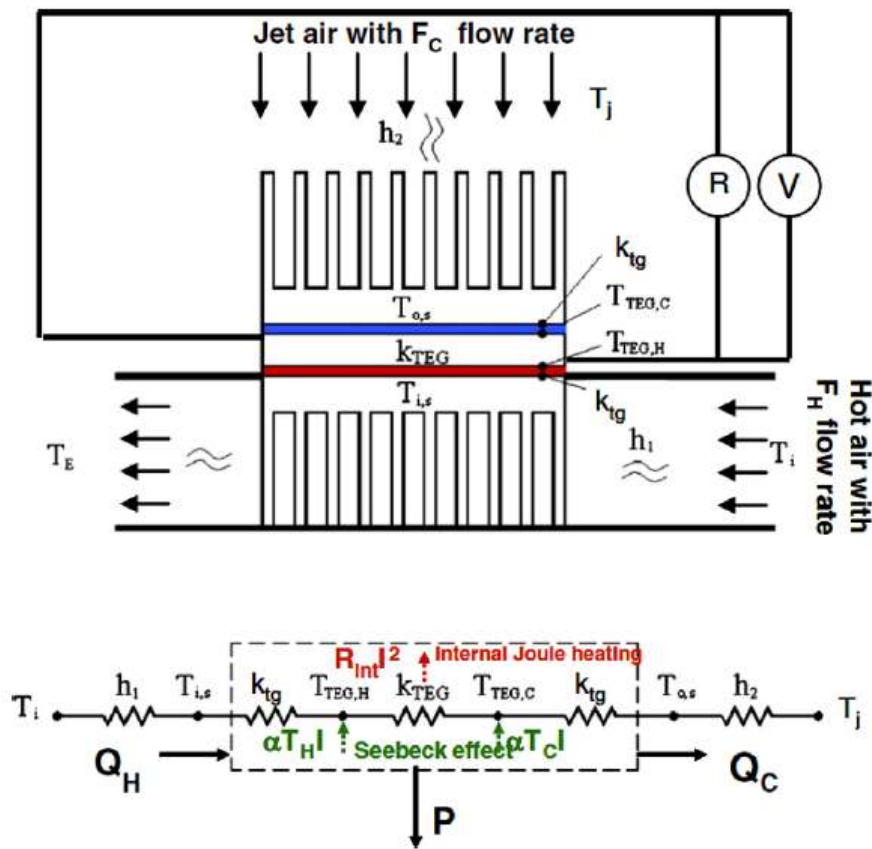 Jet air with F_C flow rate
T_j
h_2
R
V
k_tg
T_o,s
T_TEG,C
k_TEG
T_TEG,H
T_i,s
k_tg
T_E
h_1
T_i
Hot air with
F_H flow rate
R_Int I^2
Internal Joule heating
T_i
h_1
T_i,s
k_tg
T_TEG,H
k_TEG
T_TEG,C
k_tg
T_o,s
h_2
T_j
αT_H I
Seebeck effect
αT_C I
Q_H
Q_C
P